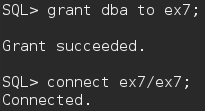 SQL> grant dba to ex7;
Grant succeeded.
SQL> connect ex7/ex7;
Connected.